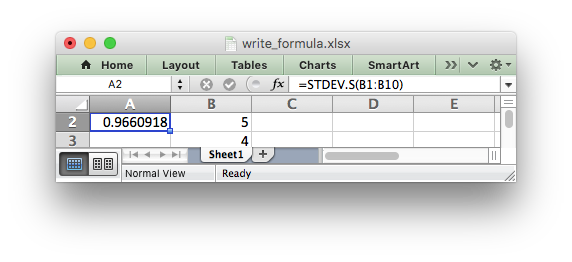 write_formula.xlsx
Home Layout Tables Charts SmartArt
A2 fx =STDEV.S(B1:B10)
A B C D E
2 0.9660918 5
3 4
Sheet1 +
Normal View Ready